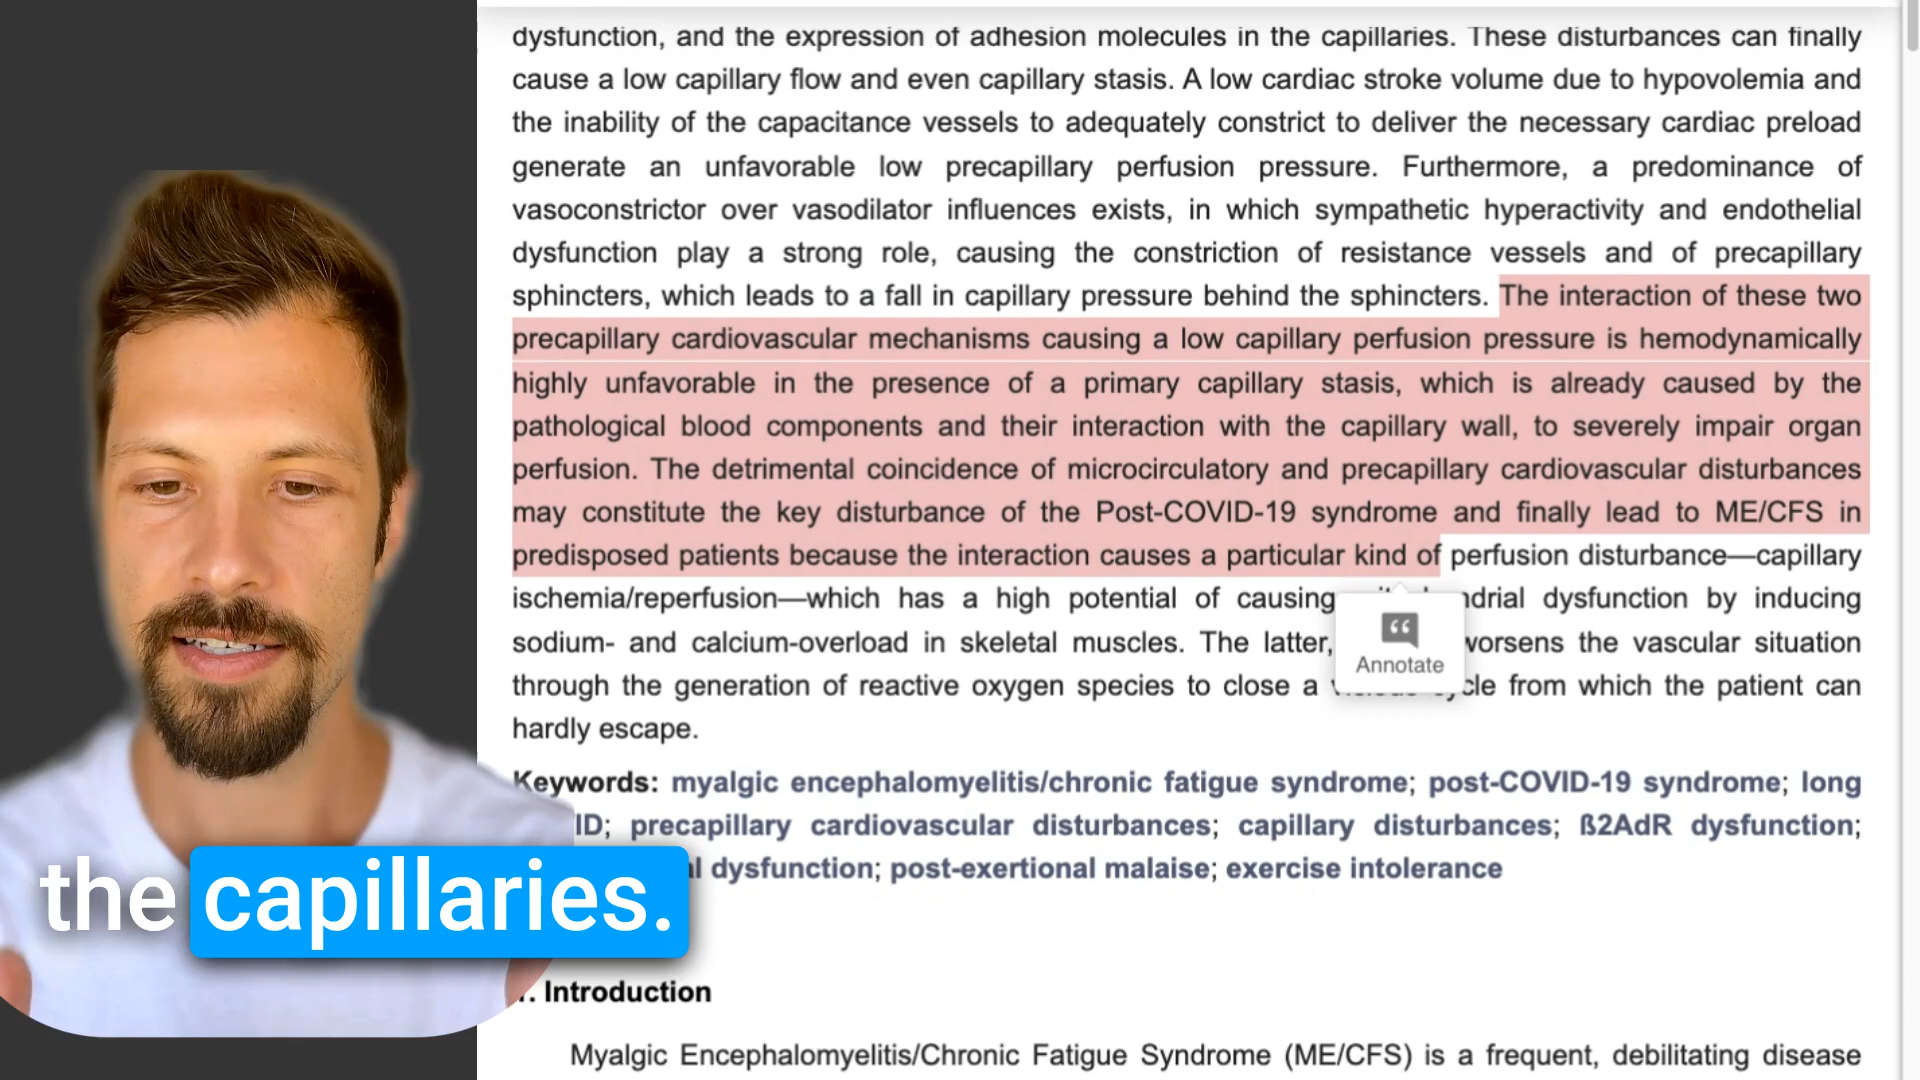 dysfunction, and the expression of adhesion molecules in the capillaries. These disturbances can finally
cause a low capillary flow and even capillary stasis. A low cardiac stroke volume due to hypovolemia and
the inability of the capacitance vessels to adequately constrict to deliver the necessary cardiac preload
generate an unfavorable low precapillary perfusion pressure. Furthermore, a predominance of
vasoconstrictor over vasodilator influences exists, in which sympathetic hyperactivity and endothelial
dysfunction play a strong role, causing the constriction of resistance vessels and of precapillary
sphincters, which leads to a fall in capillary pressure behind the sphincters. The interaction of these two
precapillary cardiovascular mechanisms causing a low capillary perfusion pressure is hemodynamically
highly unfavorable in the presence of a primary capillary stasis, which is already caused by the
pathological blood components and their interaction with the capillary wall, to severely impair organ
perfusion. The detrimental coincidence of microcirculatory and precapillary cardiovascular disturbances
may constitute the key disturbance of the Post-COVID-19 syndrome and finally lead to ME/CFS in
predisposed patients because the interaction causes a particular kind of perfusion disturbance—capillary
ischemia/reperfusion—which has a high potential of causing ndrial dysfunction by inducing
sodium- and calcium-overload in skeletal muscles. The latter, worsens the vascular situation
through the generation of reactive oxygen species to close a cle from which the patient can
hardly escape.
Annotate
Keywords: myalgic encephalomyelitis/chronic fatigue syndrome; post-COVID-19 syndrome; long
ID; precapillary cardiovascular disturbances; capillary disturbances; ß2AdR dysfunction;
l dysfunction; post-exertional malaise; exercise intolerance
the capillaries.
. Introduction
Myalgic Encephalomyelitis/Chronic Fatigue Syndrome (ME/CFS) is a frequent, debilitating disease